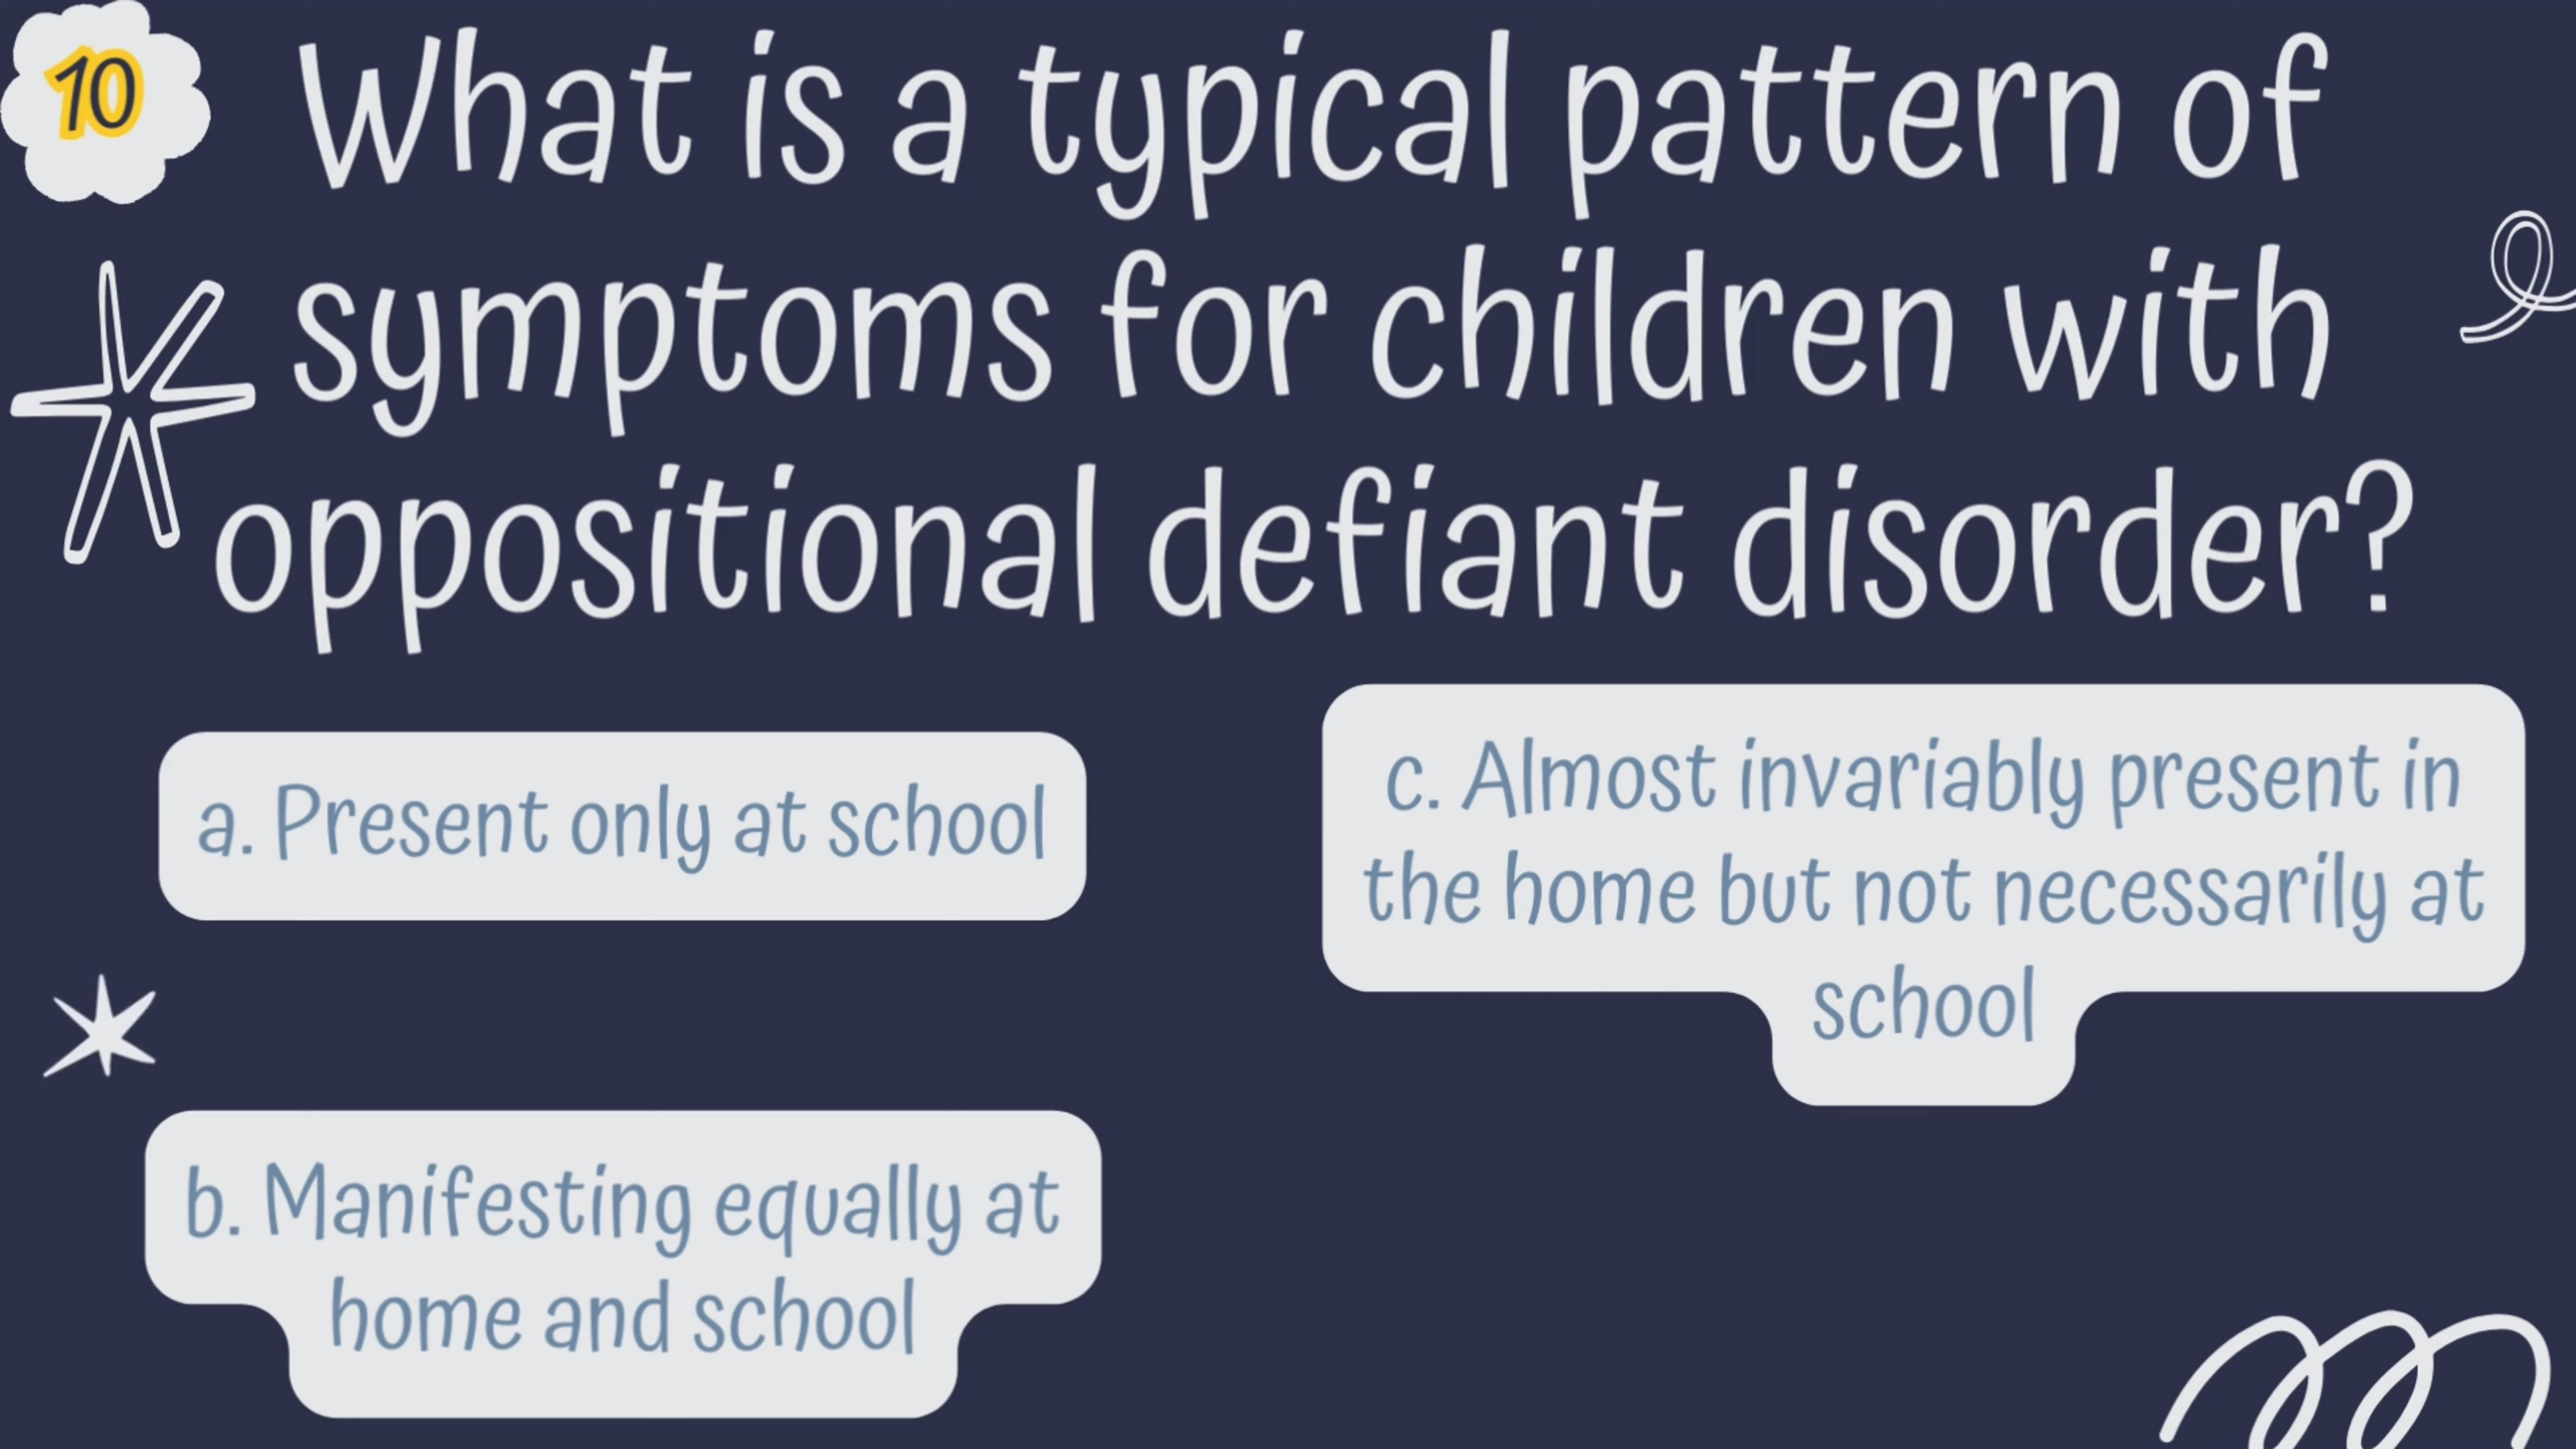 10
What is a typical pattern of
symptoms for children with
oppositional defiant disorder?
a. Present only at school
b. Manifesting equally at
home and school
c. Almost invariably present in
the home but not necessarily at
school